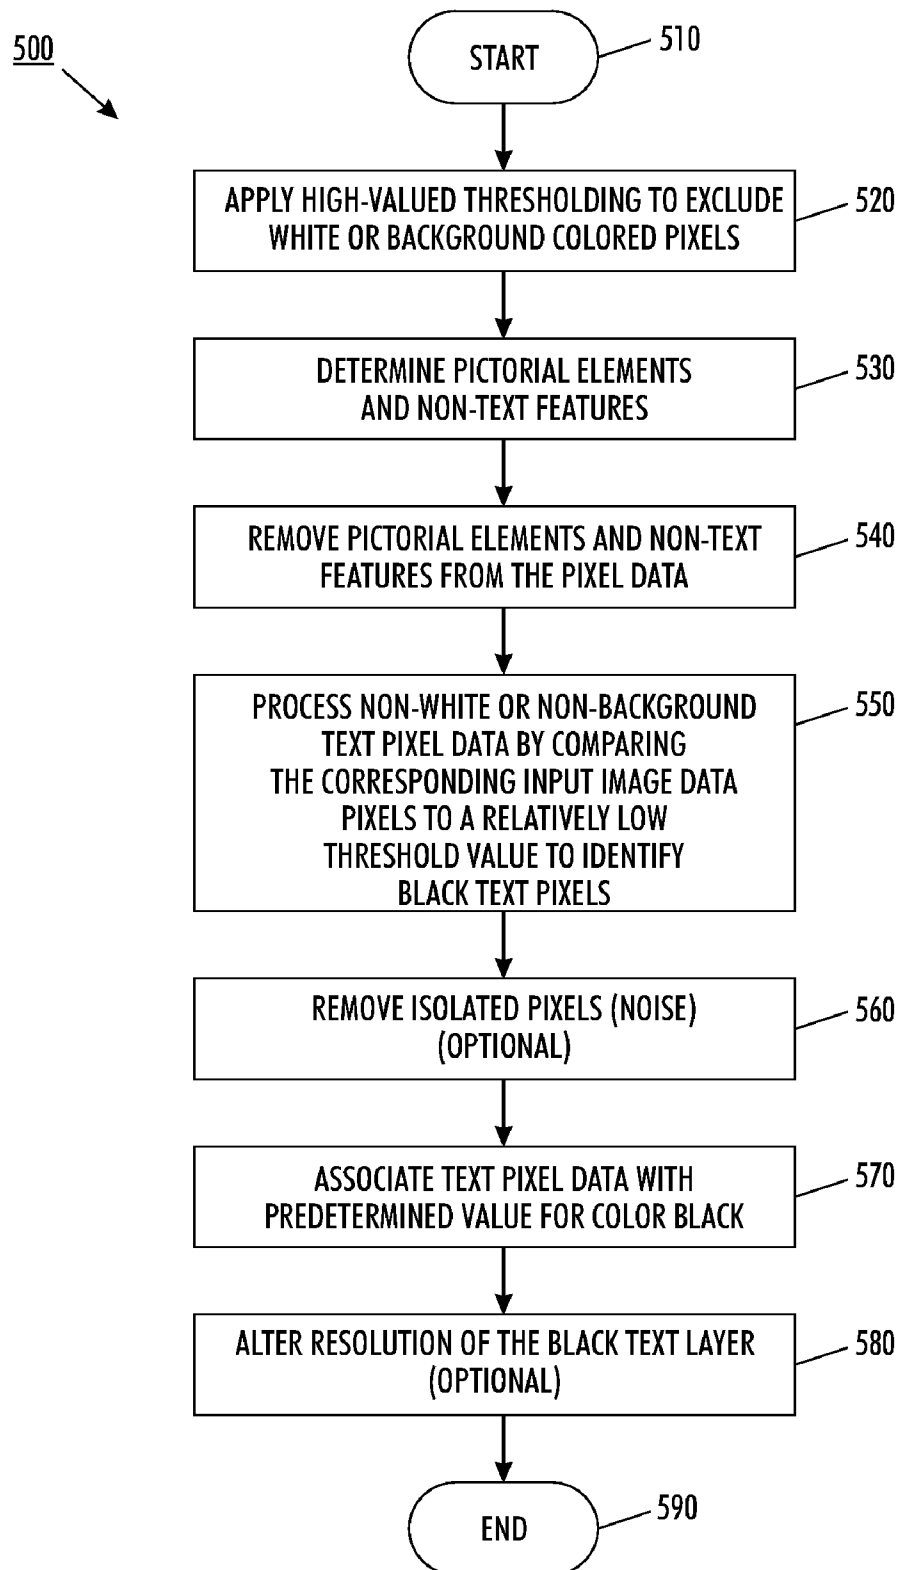 500
START
510
APPLY HIGH-VALUED THRESHOLDING TO EXCLUDE
WHITE OR BACKGROUND COLORED PIXELS
520
DETERMINE PICTORIAL ELEMENTS
AND NON-TEXT FEATURES
530
REMOVE PICTORIAL ELEMENTS AND NON-TEXT
FEATURES FROM THE PIXEL DATA
540
PROCESS NON-WHITE OR NON-BACKGROUND
TEXT PIXEL DATA BY COMPARING
THE CORRESPONDING INPUT IMAGE DATA
PIXELS TO A RELATIVELY LOW
THRESHOLD VALUE TO IDENTIFY
BLACK TEXT PIXELS
550
REMOVE ISOLATED PIXELS (NOISE)
(OPTIONAL)
560
ASSOCIATE TEXT PIXEL DATA WITH
PREDETERMINED VALUE FOR COLOR BLACK
570
ALTER RESOLUTION OF THE BLACK TEXT LAYER
(OPTIONAL)
580
END
590